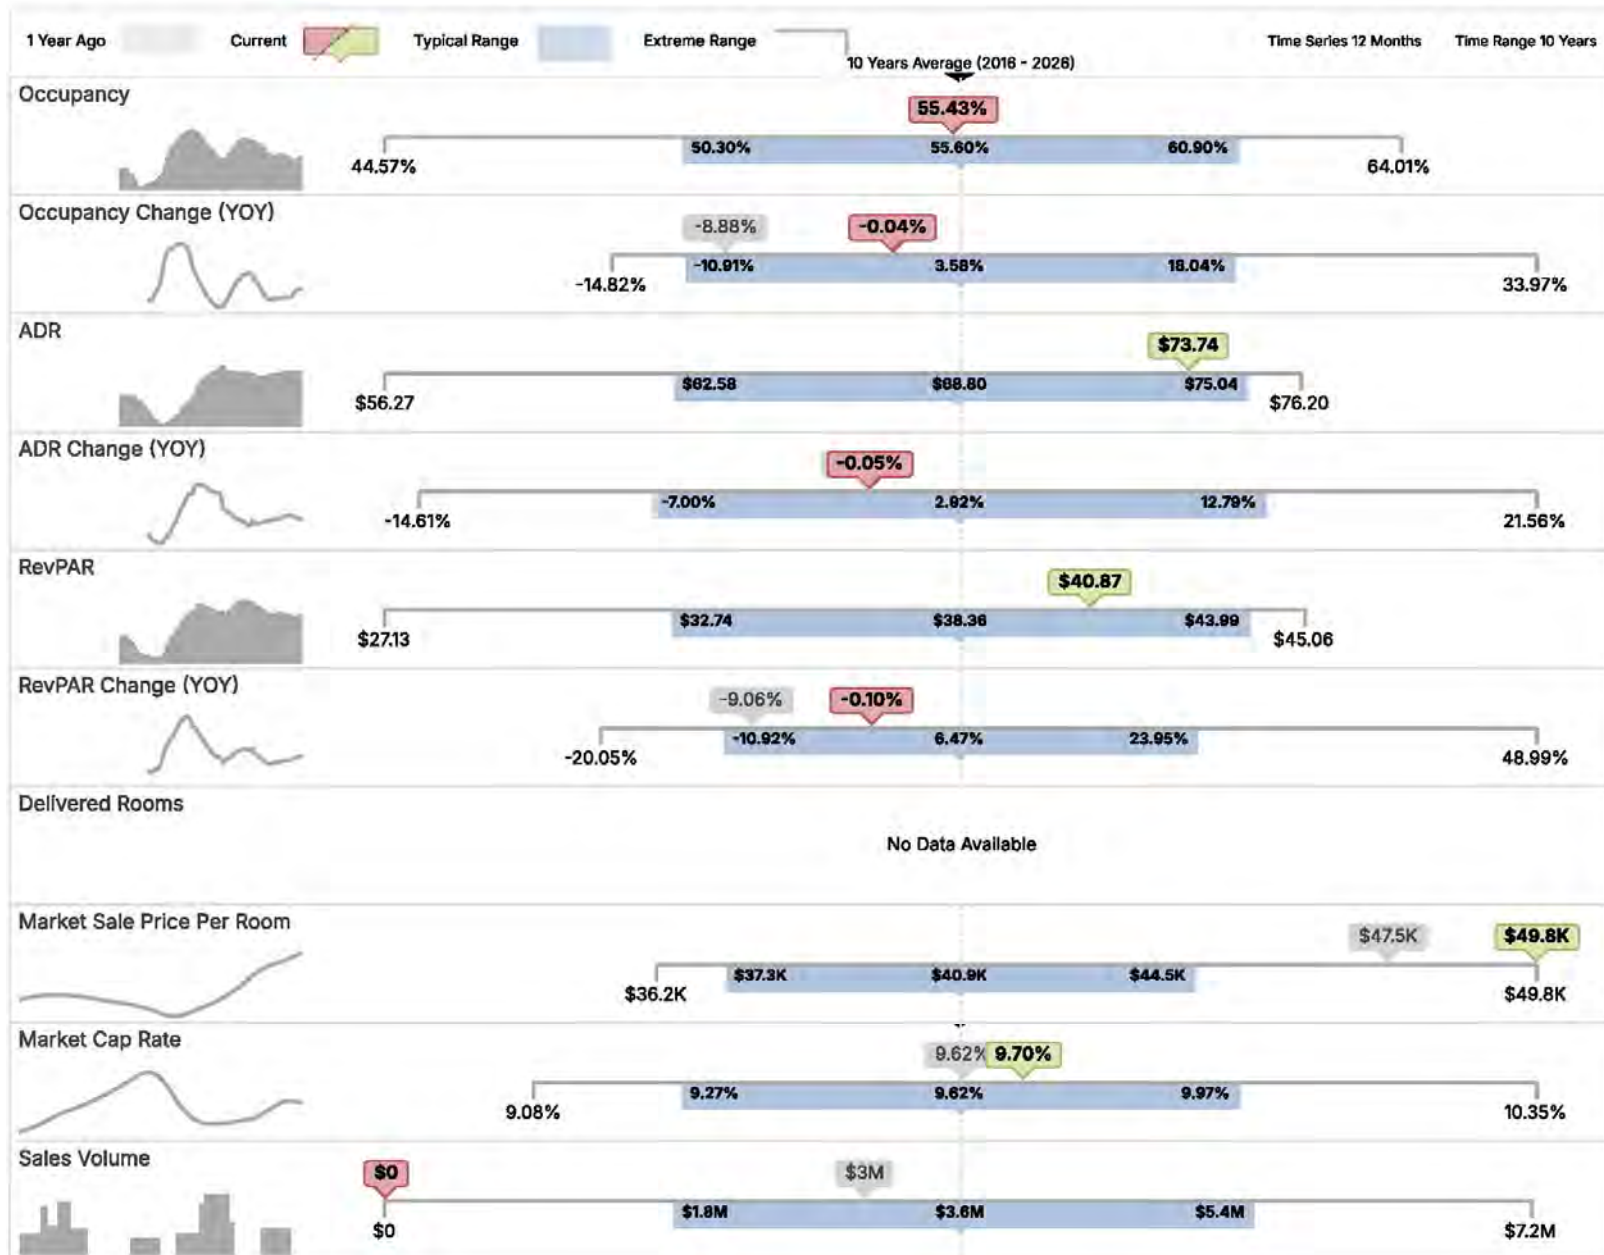 1 Year Ago Current Typical Range Extreme Range Time Series 12 Months Time Range 10 Years
10 Years Average (2016 - 2026)
Occupancy
55.43%
50.30% 55.60% 60.90%
44.57% 64.01%
Occupancy Change (YOY)
-8.88% -0.04%
-10.91% 3.58% 18.04%
-14.82% 33.97%
ADR
$73.74
$62.58 $68.80 $75.04
$56.27 $76.20
ADR Change (YOY)
-0.05%
-7.00% 2.92% 12.79%
-14.61% 21.56%
RevPAR
$40.87
$32.74 $38.36 $43.99
$27.13 $45.06
RevPAR Change (YOY)
-9.06% -0.10%
-10.92% 6.47% 23.95%
-20.05% 48.99%
Delivered Rooms
No Data Available
Market Sale Price Per Room
$47.5K $49.8K
$37.3K $40.9K $44.5K
$36.2K $49.8K
Market Cap Rate
9.62% 9.70%
9.27% 9.62% 9.97%
9.08% 10.35%
Sales Volume
$0 $3M
$1.8M $3.6M $5.4M
$0 $7.2M